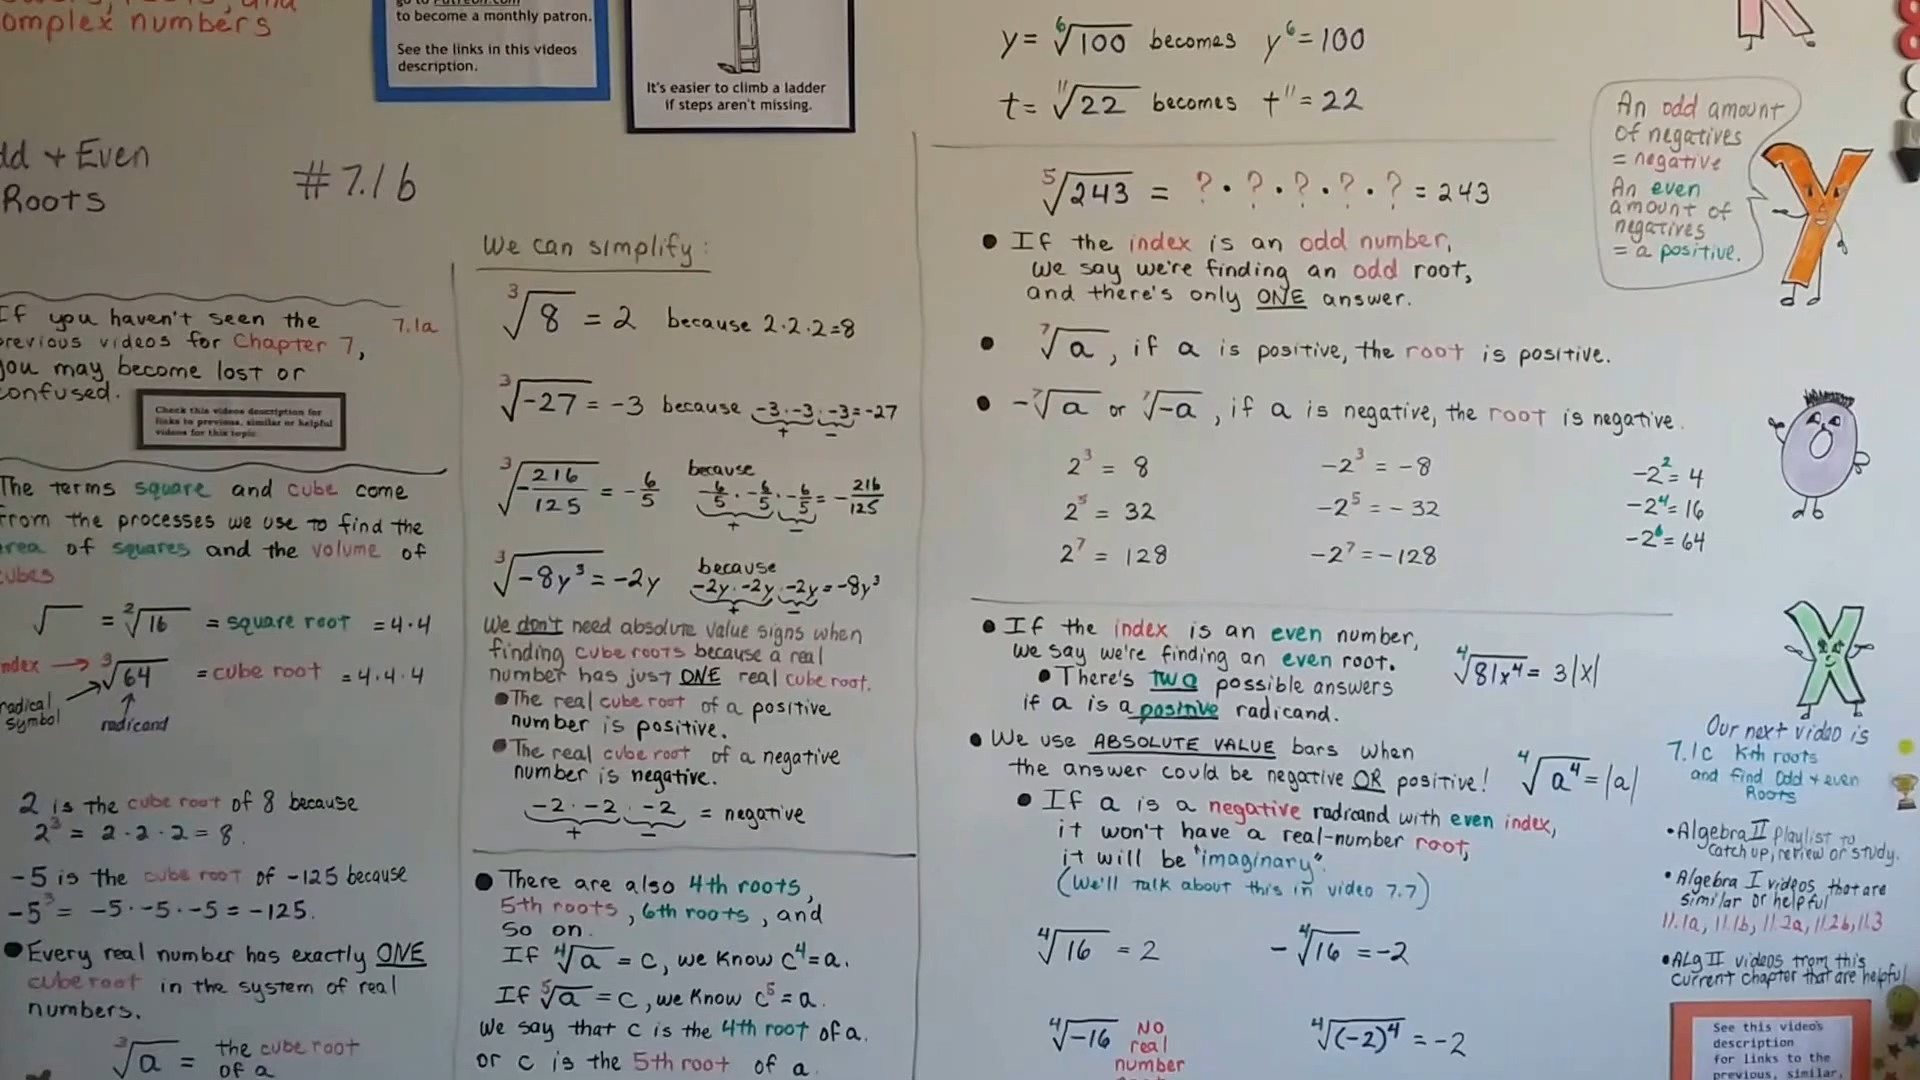 complex numbers
to become a monthly patron.
See the links in this videos
description.
It's easier to climb a ladder
if steps aren't missing.
Odd + Even
Roots
#7.1b
If you haven't seen the
previous videos for Chapter 7, 7.1a
you may become lost or
confused.
Check this videos description for
links to previous, similar or helpful
videos for this topic
The terms square and cube come
from the processes we use to find the
area of squares and the volume of
cubes
√ = ²√16 = square root = 4·4
index → ³√64 = cube root = 4·4·4
radical
symbol
radicand
2 is the cube root of 8 because
2³ = 2·2·2 = 8.
-5 is the cube root of -125 because
-5³ = -5·-5·-5 = -125.
Every real number has exactly ONE
cube root in the system of real
numbers.
³√a = the cube root
of a
We can simplify:
³√8 = 2 because 2·2·2=8
³√-27 = -3 because -3·-3·-3=-27
+ -
³√-216/125 = -6/5 because
-6/5·-6/5·-6/5=-216/125
+ -
³√-8y³ = -2y because
-2y·-2y·-2y=-8y³
+ -
We don't need absolute value signs when
finding cube roots because a real
number has just ONE real cube root.
The real cube root of a positive
number is positive.
The real cube root of a negative
number is negative.
-2·-2·-2 = negative
+ -
There are also 4th roots,
5th roots, 6th roots, and
so on.
If ⁴√a = c, we know c⁴=a.
If ⁵√a = c, we know c⁵=a.
We say that c is the 4th root of a.
or c is the 5th root of a.
y = ⁶√100 becomes y⁶=100
t = ¹¹√22 becomes t¹¹=22
⁵√243 = ?·?·?·?·? = 243
If the index is an odd number,
we say we're finding an odd root,
and there's only ONE answer.
⁷√a, if a is positive, the root is positive.
-⁷√a or ⁷√-a, if a is negative, the root is negative.
2³ = 8 -2³ = -8 -2²= 4
2⁵ = 32 -2⁵ = -32 -2⁴= 16
2⁷ = 128 -2⁷ = -128 -2⁶= 64
If the index is an even number,
we say we're finding an even root.
There's two possible answers
if a is a positive radicand.
⁴√81x⁴ = 3|x|
We use ABSOLUTE VALUE bars when
the answer could be negative OR positive!
⁴√a⁴ = |a|
If a is a negative radicand with even index,
it won't have a real-number root,
it will be "imaginary".
(We'll talk about this in video 7.7)
⁴√16 = 2 -⁴√16 = -2
⁴√-16 No
real
number
⁴√(-2)⁴ = -2
An odd amount
of negatives
= negative
An even
amount of
negatives
= a positive.
Our next video is
7.1c Kth roots
and find Odd + even
Roots
Algebra II Playlist to
catch up, review or study.
Algebra I videos that are
similar or helpful
11.1a, 11.1b, 11.2a, 11.2b, 11.3
ALg II videos from this
current chapter that are helpful
See this video's
description
for links to the
previous, similar,